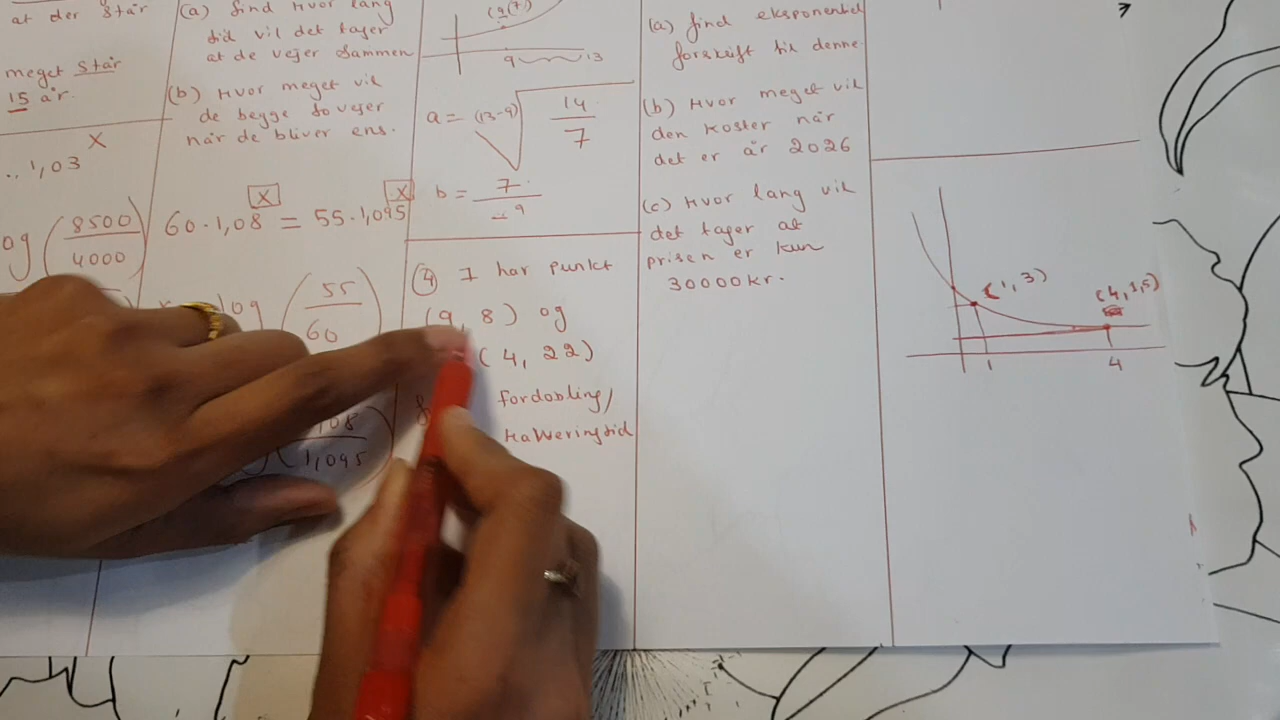 at der står
meget står
15 år.
X
.. 1,03
og (8500/4000)
(a) find Hvor lang
tid vil det tager
at de vejer sammen
(b) Hvor meget vil
de begge to vejer
når de bliver ens.
60 · 1,08^X = 55 · 1,095^X
log (55/60)
1,08
1,095
(9,7)
9 13
a = (13-9)√(14/7)
b = 7
9
④ I har punkt
(9, 8) og
(4, 22)
fordobling/
Halveringstid
(a) find eksponentiel
forskrift til denne
(b) Hvor meget vil
den koster når
det er år 2026
(c) Hvor lang vil
det tager at
prisen er kun
30000 kr.
(1, 3)
(4, 1,5)
1 4